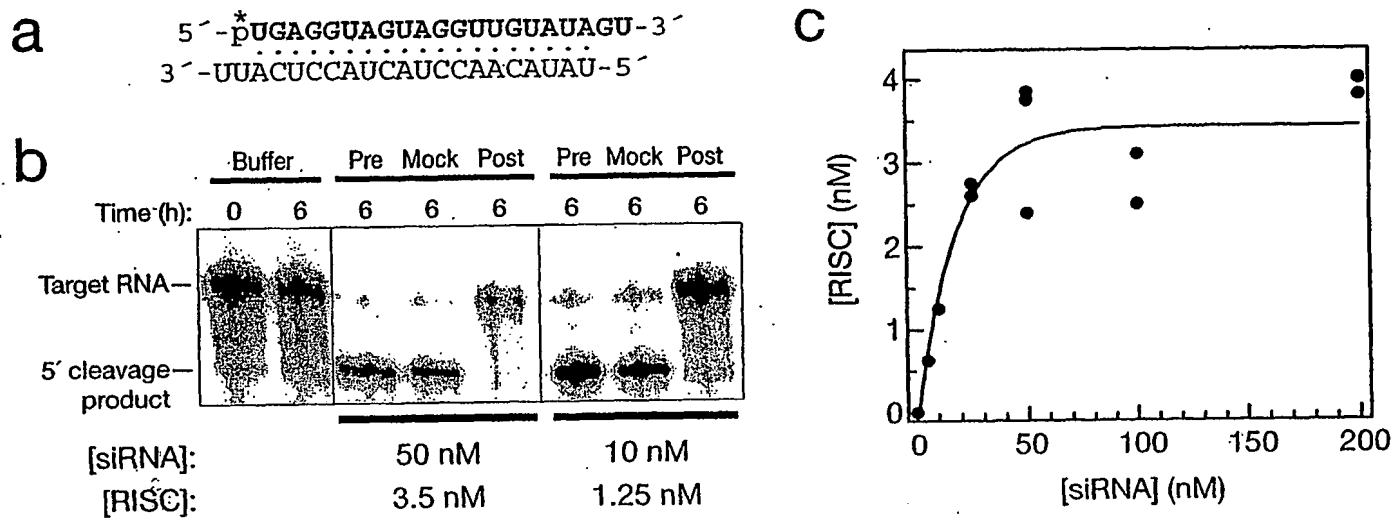 a
5´-p*UGAGGUAGUAGGUUGUAUAGU-3´
3´-UUACUCCAUCAUCCAACAUAU-5´
b
Buffer Pre Mock Post Pre Mock Post
Time (h): 0 6 6 6 6 6 6 6
Target RNA
5´ cleavage
product
[siRNA]: 50 nM 10 nM
[RISC]: 3.5 nM 1.25 nM
c
[RISC] (nM)
4
3
2
1
0
0 50 100 150 200
[siRNA] (nM)